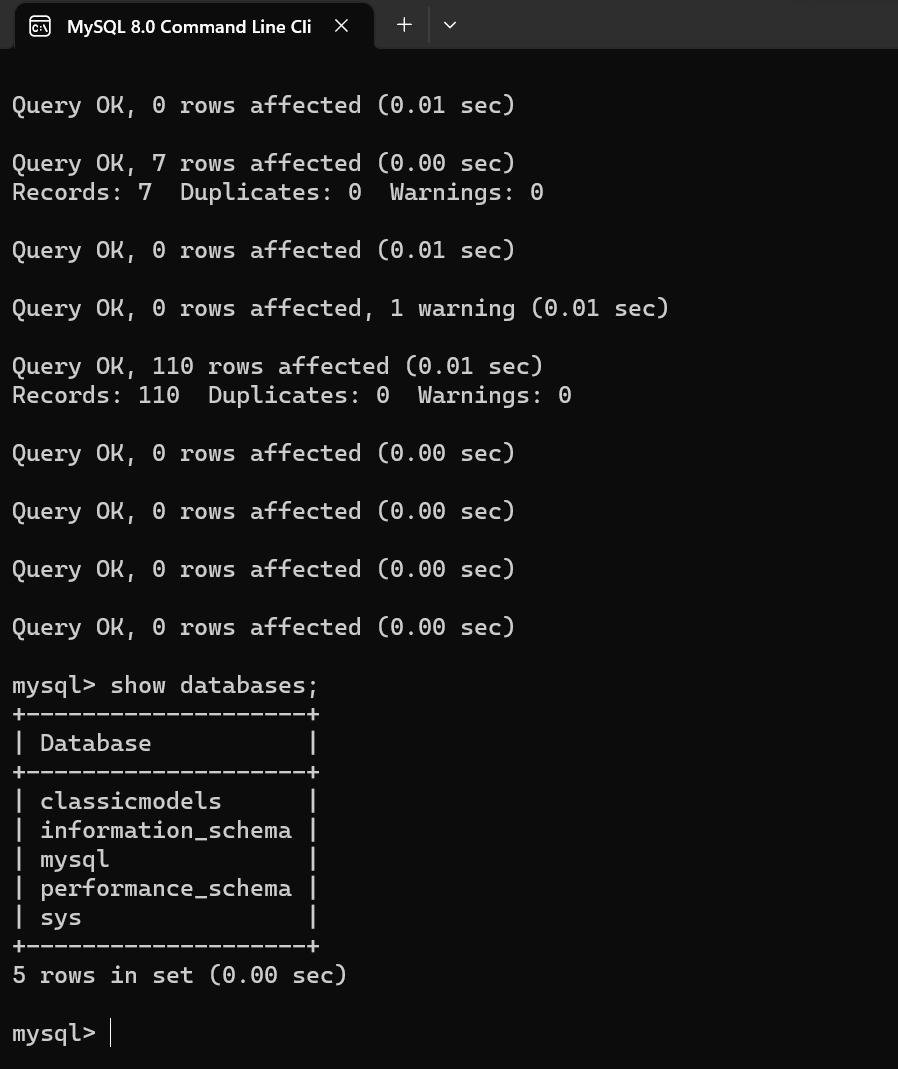 MySQL 8.0 Command Line Cli
Query OK, 0 rows affected (0.01 sec)
Query OK, 7 rows affected (0.00 sec)
Records: 7  Duplicates: 0  Warnings: 0
Query OK, 0 rows affected (0.01 sec)
Query OK, 0 rows affected, 1 warning (0.01 sec)
Query OK, 110 rows affected (0.01 sec)
Records: 110  Duplicates: 0  Warnings: 0
Query OK, 0 rows affected (0.00 sec)
Query OK, 0 rows affected (0.00 sec)
Query OK, 0 rows affected (0.00 sec)
Query OK, 0 rows affected (0.00 sec)
mysql> show databases;
+--------------------+
| Database           |
+--------------------+
| classicmodels      |
| information_schema |
| mysql              |
| performance_schema |
| sys                |
+--------------------+
5 rows in set (0.00 sec)
mysql>